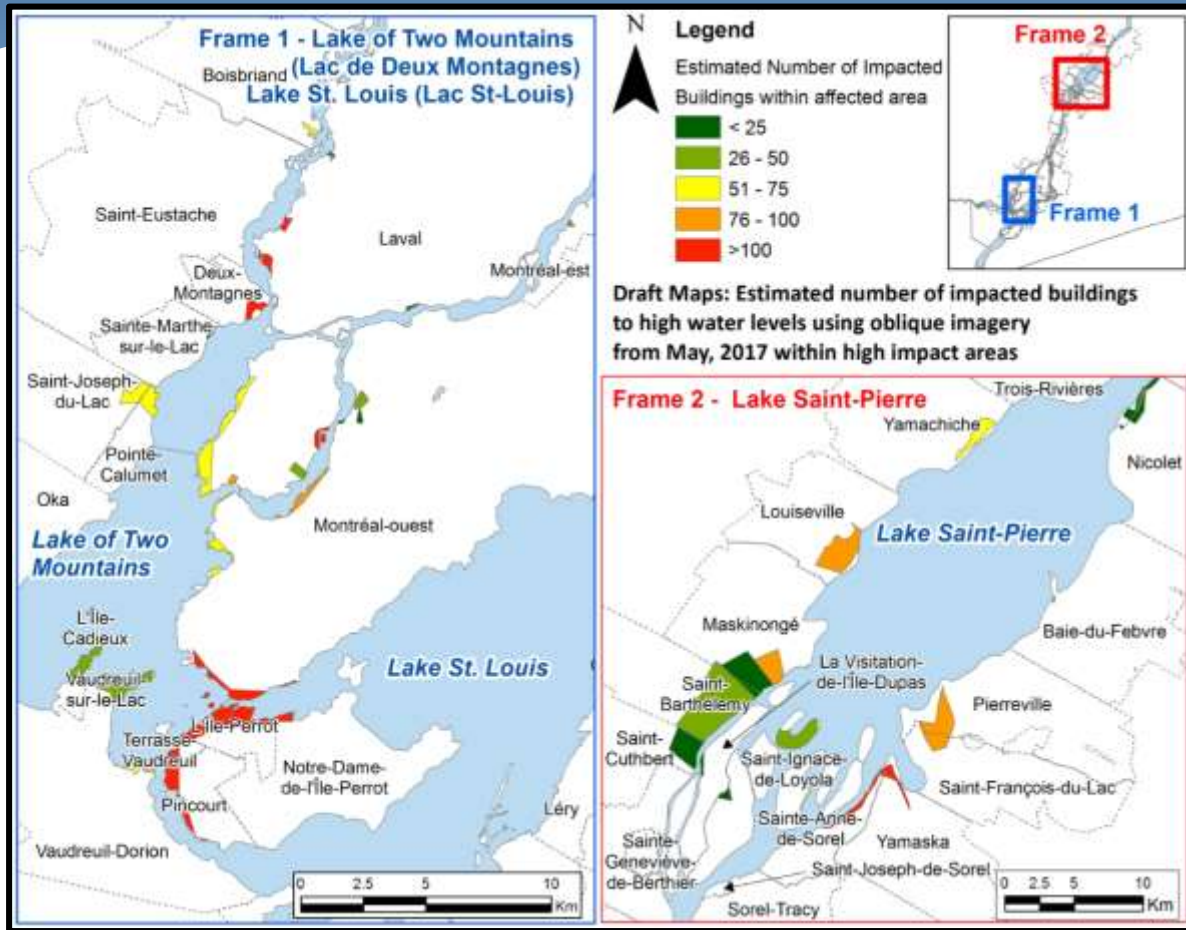 Frame 1 - Lake of Two Mountains
(Lac de Deux Montagnes)
Lake St. Louis (Lac St-Louis)
Boisbriand
Saint-Eustache
Laval
Montréal-est
Deux-
Montagnes
Sainte-Marthe-
sur-le-Lac
Saint-Joseph-
du-Lac
Pointe-
Calumet
Oka
Montréal-ouest
Lake of Two
Mountains
L'Île-
Cadieux
Vaudreuil-
sur-le-Lac
Lake St. Louis
L'Île-Perrot
Terrasse-
Vaudreuil
Notre-Dame-
de-l'Île-Perrot
Pincourt
Léry
Vaudreuil-Dorion
0 2.5 5 10
Km
N
Legend
Estimated Number of Impacted
Buildings within affected area
< 25
26 - 50
51 - 75
76 - 100
>100
Frame 2
Frame 1
Draft Maps: Estimated number of impacted buildings
to high water levels using oblique imagery
from May, 2017 within high impact areas
Frame 2 - Lake Saint-Pierre
Trois-Rivières
Yamachiche
Nicolet
Louiseville
Lake Saint-Pierre
Maskinongé
Baie-du-Febvre
La Visitation-
de-l'Île-Dupas
Saint-
Barthélemy
Pierreville
Saint-
Cuthbert
Saint-Ignace-
de-Loyola
Saint-François-du-Lac
Sainte-Anne-
de-Sorel
Yamaska
Sainte-
Geneviève-
de-Berthier
Saint-Joseph-de-Sorel
Sorel-Tracy
0 2.5 5 10
Km